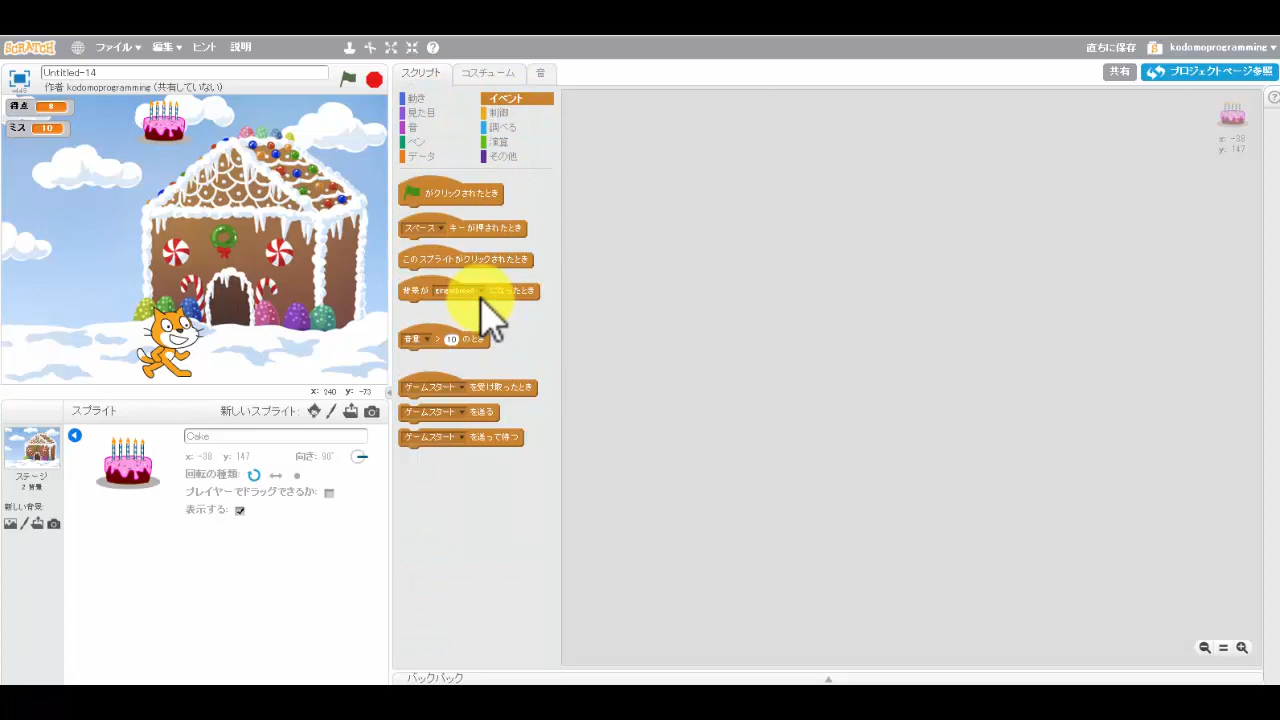 SCRATCH ファイル▼ 編集▼ ヒント 説明 直ちに保存 kodomoprogramming▼
Untitled-14
作者 kodomoprogramming (共有していない)
スクリプト コスチューム 音
共有 プロジェクトページ参照
得点 8
ミス 10
動き イベント
見た目 制御
音 調べる
ペン 演算
データ その他
x: -38
y: 147
がクリックされたとき
スペース▼ キーが押されたとき
このスプライトがクリックされたとき
背景が になったとき
音量▼ > 10 のとき
ゲームスタート▼ を受け取ったとき
ゲームスタート▼ を送る
ゲームスタート▼ を送って待つ
x: 240 y: -73
スプライト 新しいスプライト:
Cake
x: -38 y: 147 向き: 90°
回転の種類:
プレイヤーでドラッグできるか:
表示する:
ステージ
2 背景
新しい背景:
バックパック